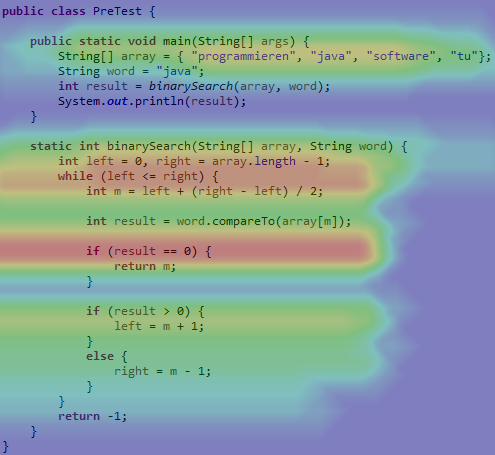 public class PreTest {
public static void main(String[] args) {
String[] array = { "programmieren", "java", "software", "tu"};
String word = "java";
int result = binarySearch(array, word);
System.out.println(result);
}
static int binarySearch(String[] array, String word) {
int left = 0, right = array.length - 1;
while (left <= right) {
int m = left + (right - left) / 2;
int result = word.compareTo(array[m]);
if (result == 0) {
return m;
}
if (result > 0) {
left = m + 1;
}
else {
right = m - 1;
}
}
return -1;
}
}